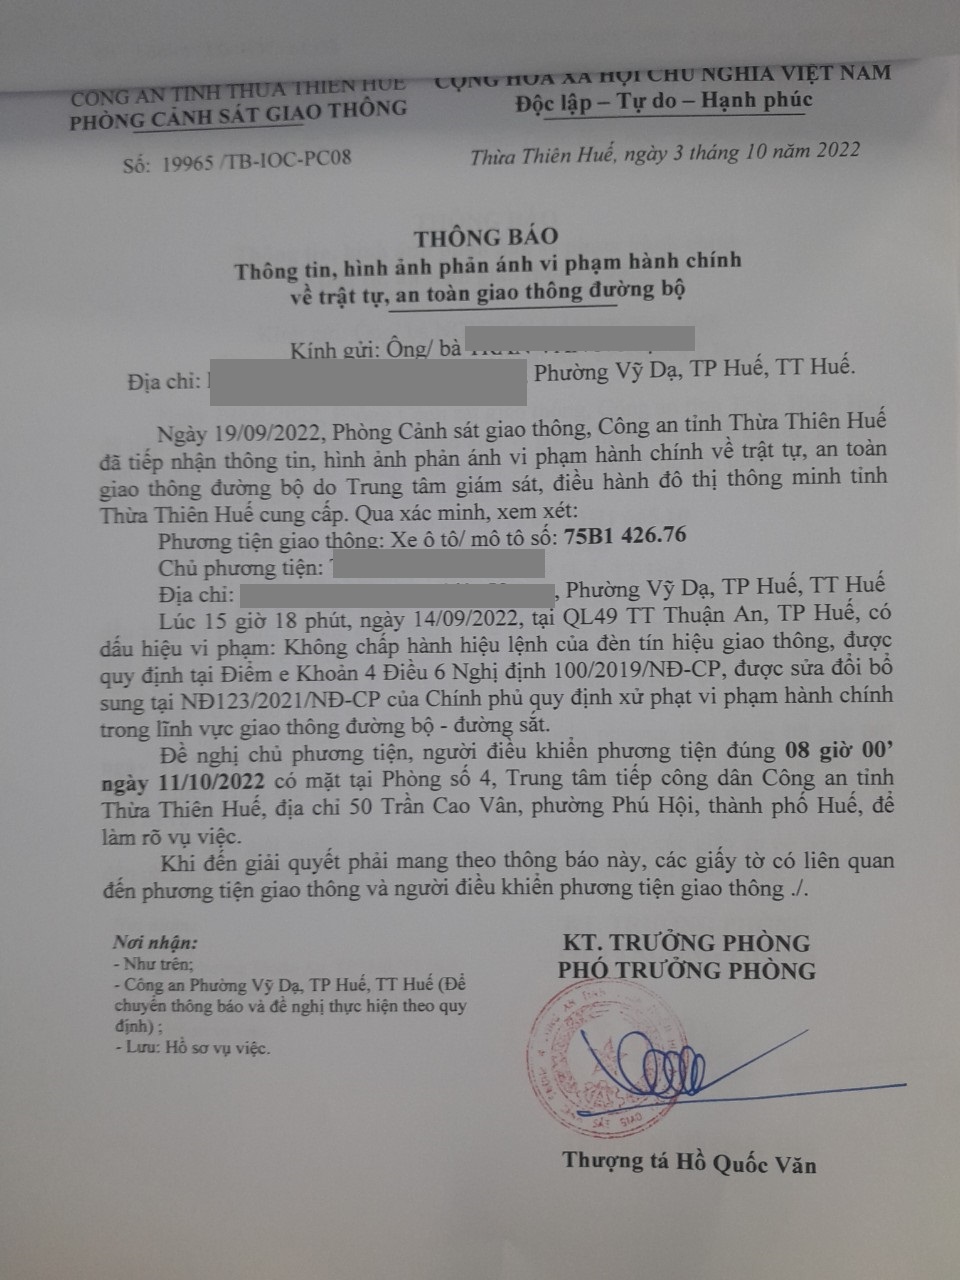 CÔNG AN TỈNH THỪA THIÊN HUẾ
CỘNG HÒA XÃ HỘI CHỦ NGHĨA VIỆT NAM
PHÒNG CẢNH SÁT GIAO THÔNG
Độc lập – Tự do – Hạnh phúc
Số: 19965 /TB-IOC-PC08
Thừa Thiên Huế, ngày 3 tháng 10 năm 2022
THÔNG BÁO
Thông tin, hình ảnh phản ánh vi phạm hành chính
về trật tự, an toàn giao thông đường bộ
Kính gửi: Ông/ bà
Địa chỉ: Phường Vỹ Dạ, TP Huế, TT Huế.
Ngày 19/09/2022, Phòng Cảnh sát giao thông, Công an tỉnh Thừa Thiên Huế
đã tiếp nhận thông tin, hình ảnh phản ánh vi phạm hành chính về trật tự, an toàn
giao thông đường bộ do Trung tâm giám sát, điều hành đô thị thông minh tỉnh
Thừa Thiên Huế cung cấp. Qua xác minh, xem xét:
Phương tiện giao thông: Xe ô tô/ mô tô số: 75B1 426.76
Chủ phương tiện:
Địa chỉ: , Phường Vỹ Dạ, TP Huế, TT Huế
Lúc 15 giờ 18 phút, ngày 14/09/2022, tại QL49 TT Thuận An, TP Huế, có
dấu hiệu vi phạm: Không chấp hành hiệu lệnh của đèn tín hiệu giao thông, được
quy định tại Điểm e Khoản 4 Điều 6 Nghị định 100/2019/NĐ-CP, được sửa đổi bổ
sung tại NĐ123/2021/NĐ-CP của Chính phủ quy định xử phạt vi phạm hành chính
trong lĩnh vực giao thông đường bộ - đường sắt.
Đề nghị chủ phương tiện, người điều khiển phương tiện đúng 08 giờ 00’
ngày 11/10/2022 có mặt tại Phòng số 4, Trung tâm tiếp công dân Công an tỉnh
Thừa Thiên Huế, địa chỉ 50 Trần Cao Vân, phường Phú Hội, thành phố Huế, để
làm rõ vụ việc.
Khi đến giải quyết phải mang theo thông báo này, các giấy tờ có liên quan
đến phương tiện giao thông và người điều khiển phương tiện giao thông ./.
Nơi nhận:
- Như trên;
- Công an Phường Vỹ Dạ, TP Huế, TT Huế (Để
chuyển thông báo và đề nghị thực hiện theo quy
định) ;
- Lưu: Hồ sơ vụ việc.
KT. TRƯỞNG PHÒNG
PHÓ TRƯỞNG PHÒNG
Thượng tá Hồ Quốc Văn